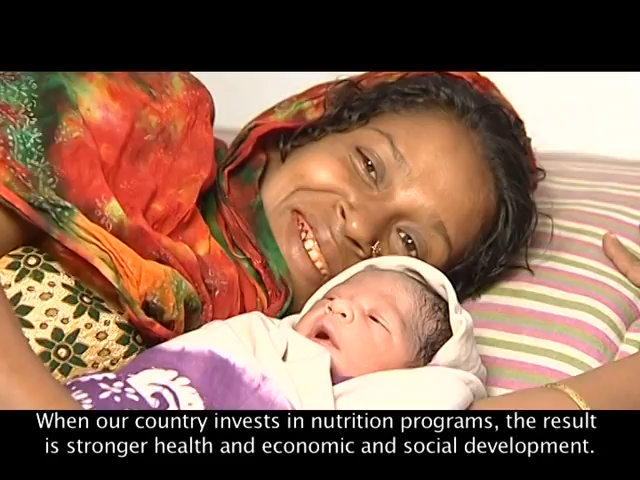 When our country invests in nutrition programs, the result
is stronger health and economic and social development.